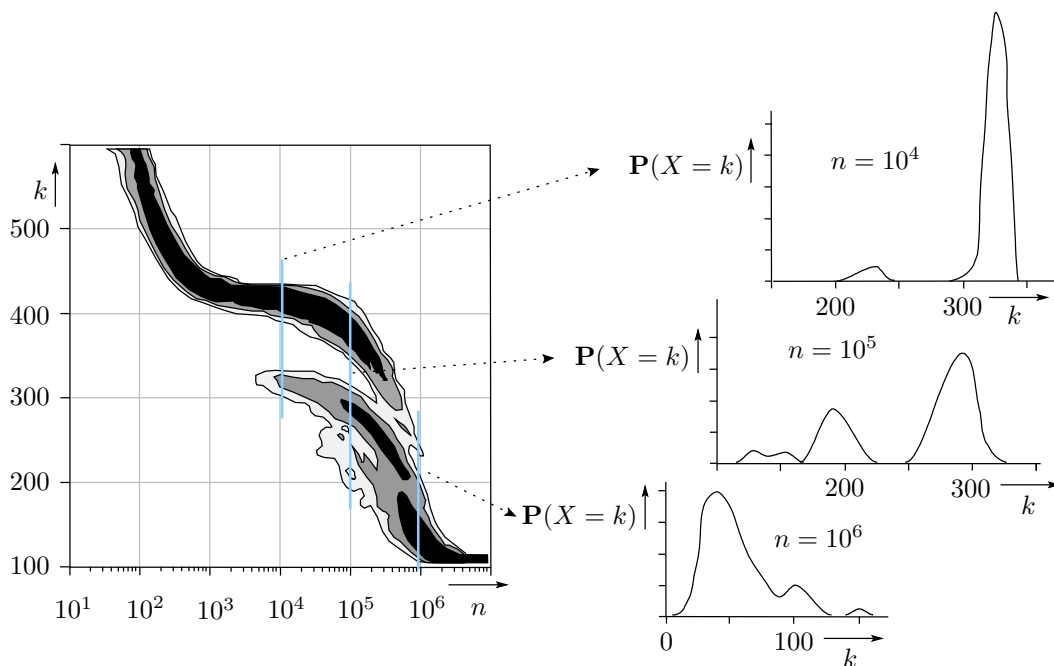 k
500
400
300
200
100
10^1
10^2
10^3
10^4
10^5
10^6
n
P(X = k)
n = 10^4
200
300
k
P(X = k)
n = 10^5
200
300
k
P(X = k)
n = 10^6
0
100
k